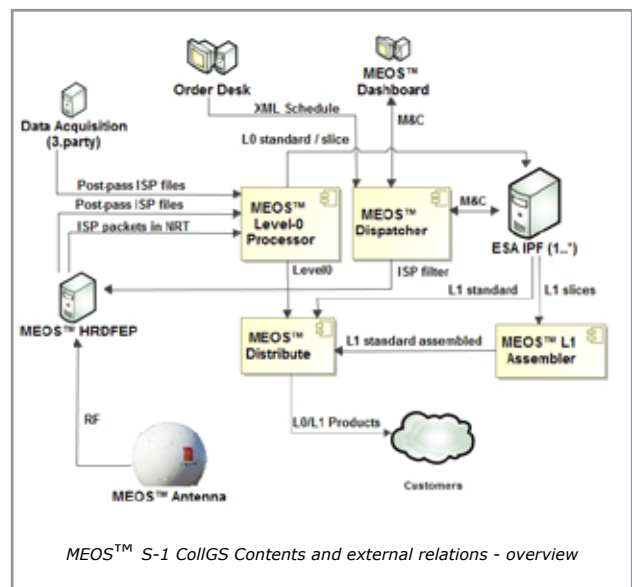 Order Desk
MEOS™
Dashboard
Data Acquisition
(3.party)
XML Schedule
M&C
L0 standard / slice
Post-pass ISP files
Post-pass ISP files
ISP packets in NRT
MEOS™
Level-0
Processor
MEOS™
Dispatcher
M&C
ESA IPF (1..*)
Level0
ISP filter
L1 standard
L1 slices
MEOS™ HRDFEP
MEOS™
Distribute
L1 standard assembled
MEOS™ L1
Assembler
RF
L0/L1 Products
MEOS™ Antenna
Customers
MEOS™ S-1 CollGS Contents and external relations - overview